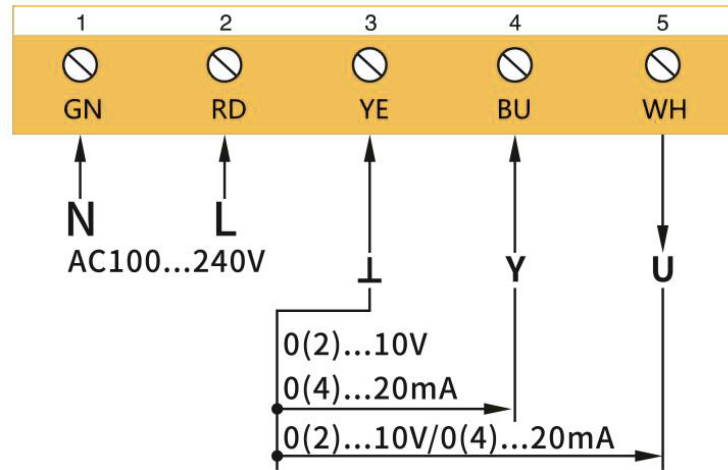 1 2 3 4 5
GN RD YE BU WH
N L
AC100...240V
⊥ Y U
0(2)...10V
0(4)...20mA
0(2)...10V/0(4)...20mA